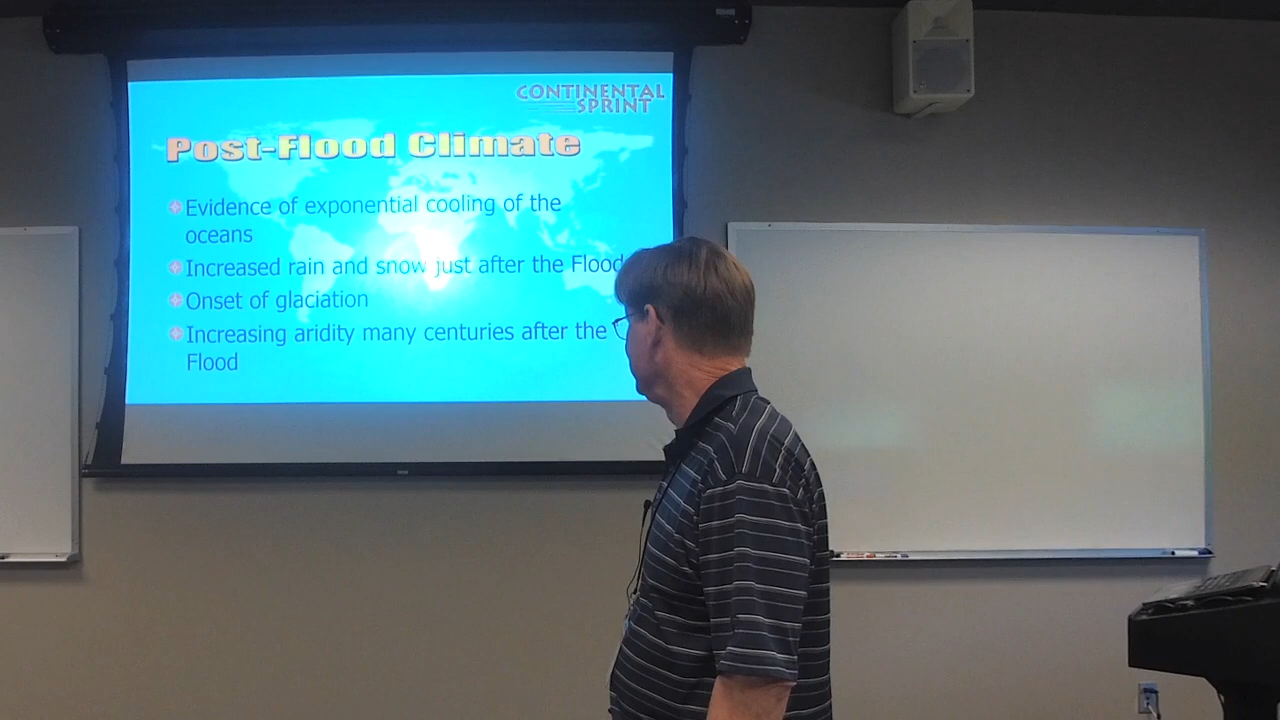 CONTINENTAL
SPRINT
Post-Flood Climate
Evidence of exponential cooling of the
oceans
Increased rain and snow just after the Flood
Onset of glaciation
Increasing aridity many centuries after the
Flood